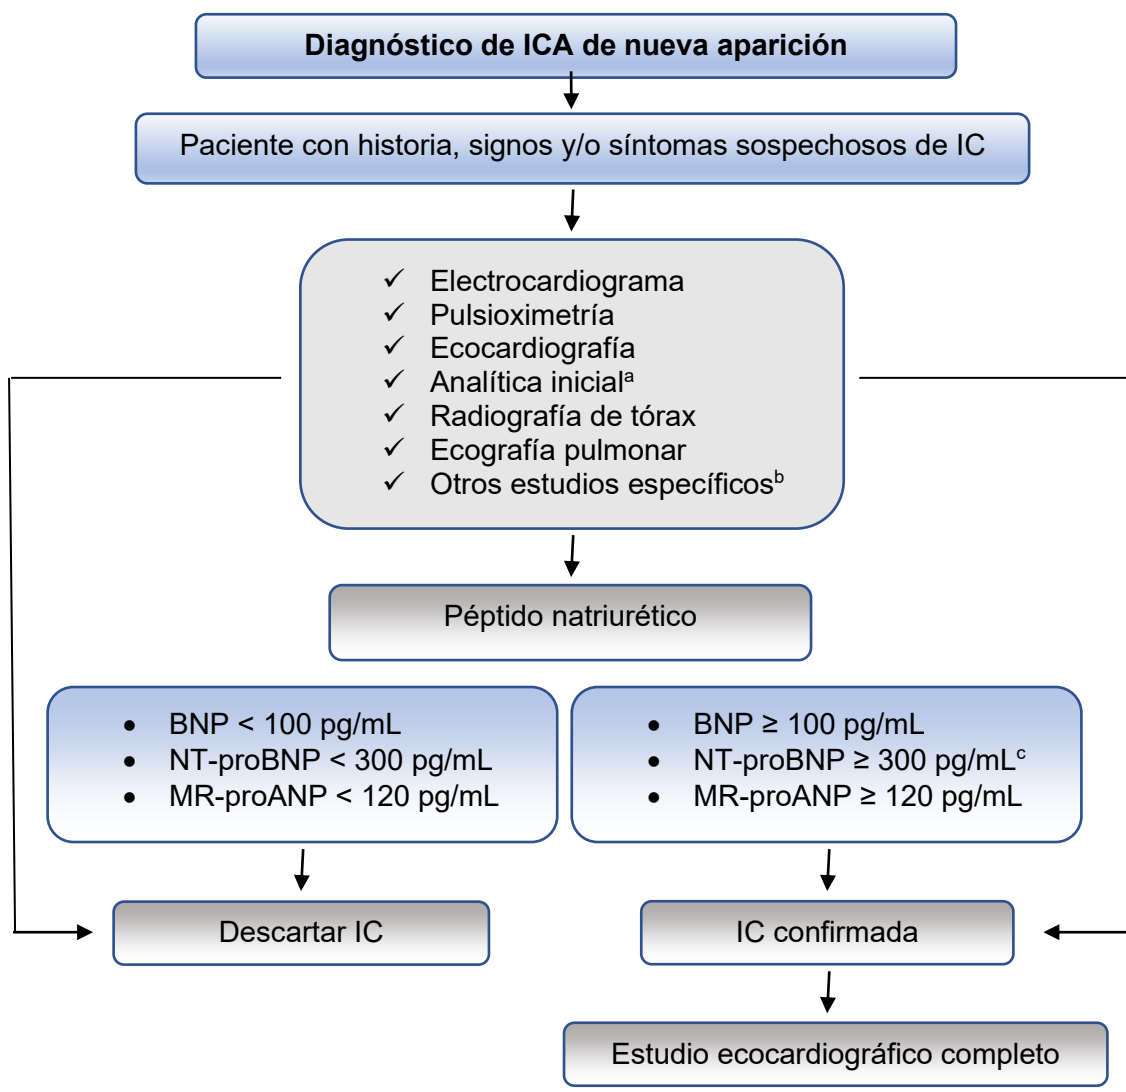 Diagnóstico de ICA de nueva aparición
Paciente con historia, signos y/o síntomas sospechosos de IC
✓ Electrocardiograma
✓ Pulsioximetría
✓ Ecocardiografía
✓ Analítica inicialᵃ
✓ Radiografía de tórax
✓ Ecografía pulmonar
✓ Otros estudios específicosᵇ
Péptido natriurético
• BNP < 100 pg/mL
• NT-proBNP < 300 pg/mL
• MR-proANP < 120 pg/mL
• BNP ≥ 100 pg/mL
• NT-proBNP ≥ 300 pg/mLᶜ
• MR-proANP ≥ 120 pg/mL
Descartar IC
IC confirmada
Estudio ecocardiográfico completo